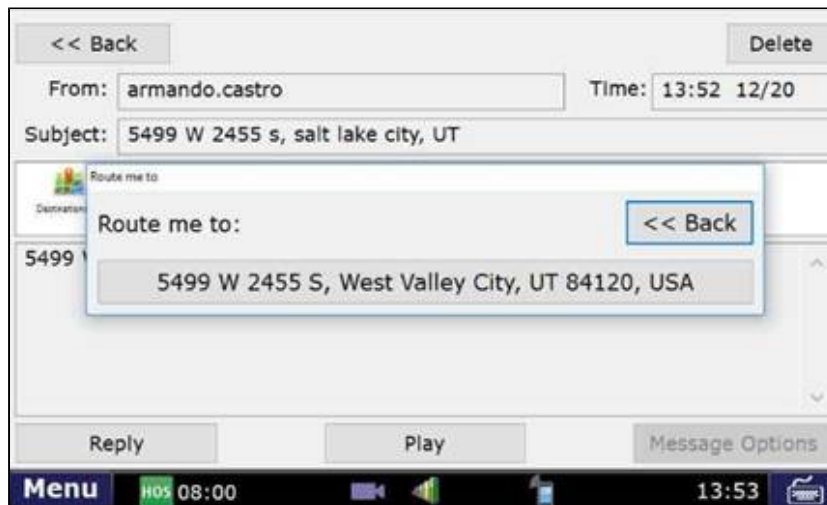 << Back
Delete
From: armando.castro Time: 13:52 12/20
Subject: 5499 W 2455 s, salt lake city, UT
Route me to
Route me to:
<< Back
5499
5499 W 2455 S, West Valley City, UT 84120, USA
Reply
Play
Message Options
Menu HOS 08:00 13:53